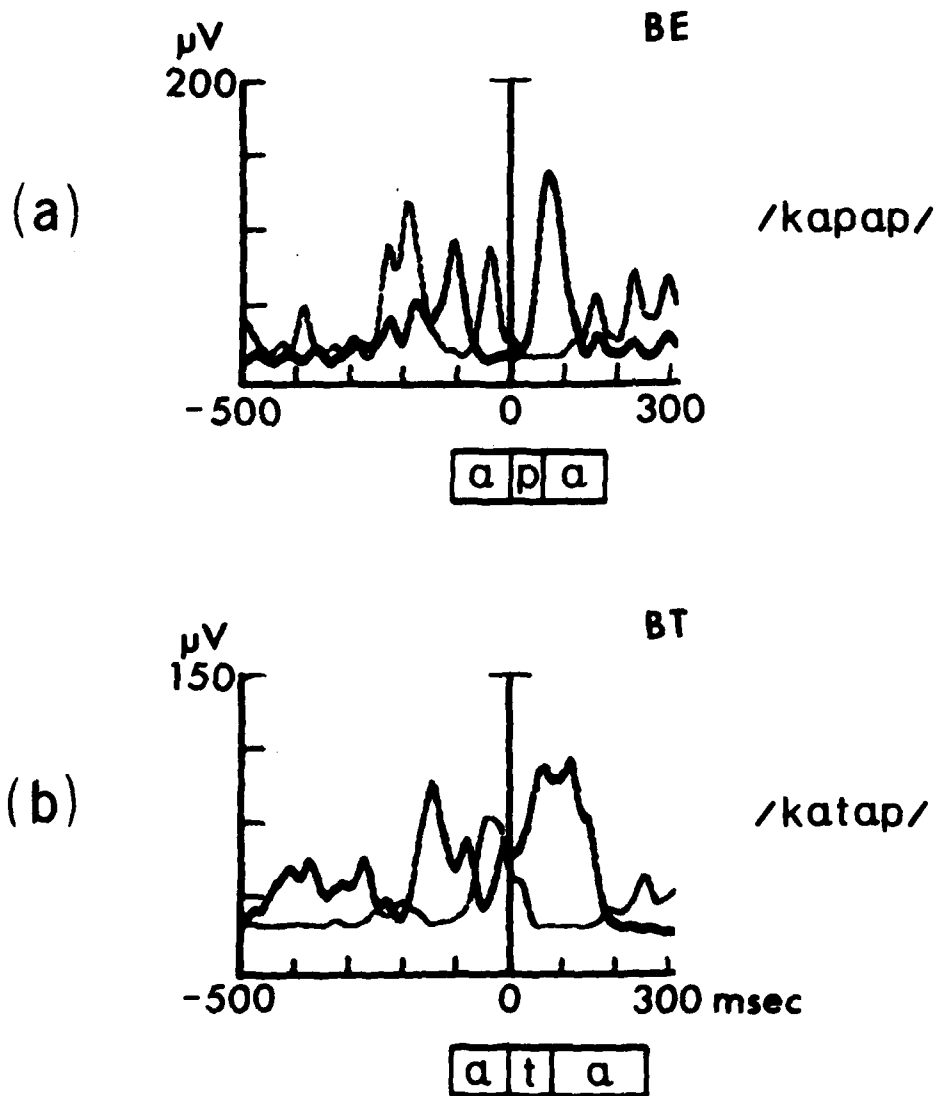 μV
BE
200
(a)
/kapap/
-500 0 300
a p a
μV
BT
150
(b)
/katap/
-500 0 300 msec
a t a